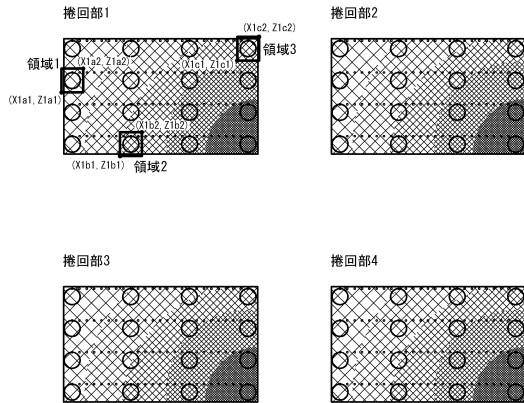 捲回部1
捲回部2
(X1c2, Z1c2)
領域1
(X1a2, Z1a2)
(X1c1, Z1c1)
領域3
(X1a1, Z1a1)
(X1b2, Z1b2)
(X1b1, Z1b1)
領域2
捲回部3
捲回部4